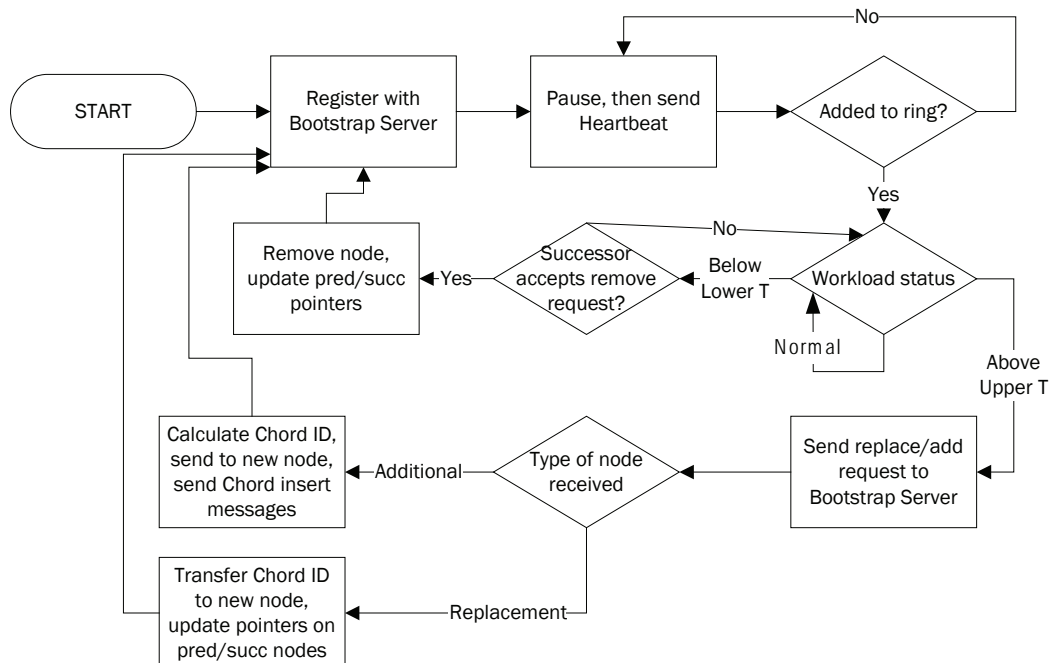 No
START
Register with
Bootstrap Server
Pause, then send
Heartbeat
Added to ring?
Yes
Remove node,
update pred/succ
pointers
Yes
Successor
accepts remove
request?
No
Below
Lower T
Workload status
Normal
Above
Upper T
Calculate Chord ID,
send to new node,
send Chord insert
messages
Additional
Type of node
received
Send replace/add
request to
Bootstrap Server
Transfer Chord ID
to new node,
update pointers on
pred/succ nodes
Replacement